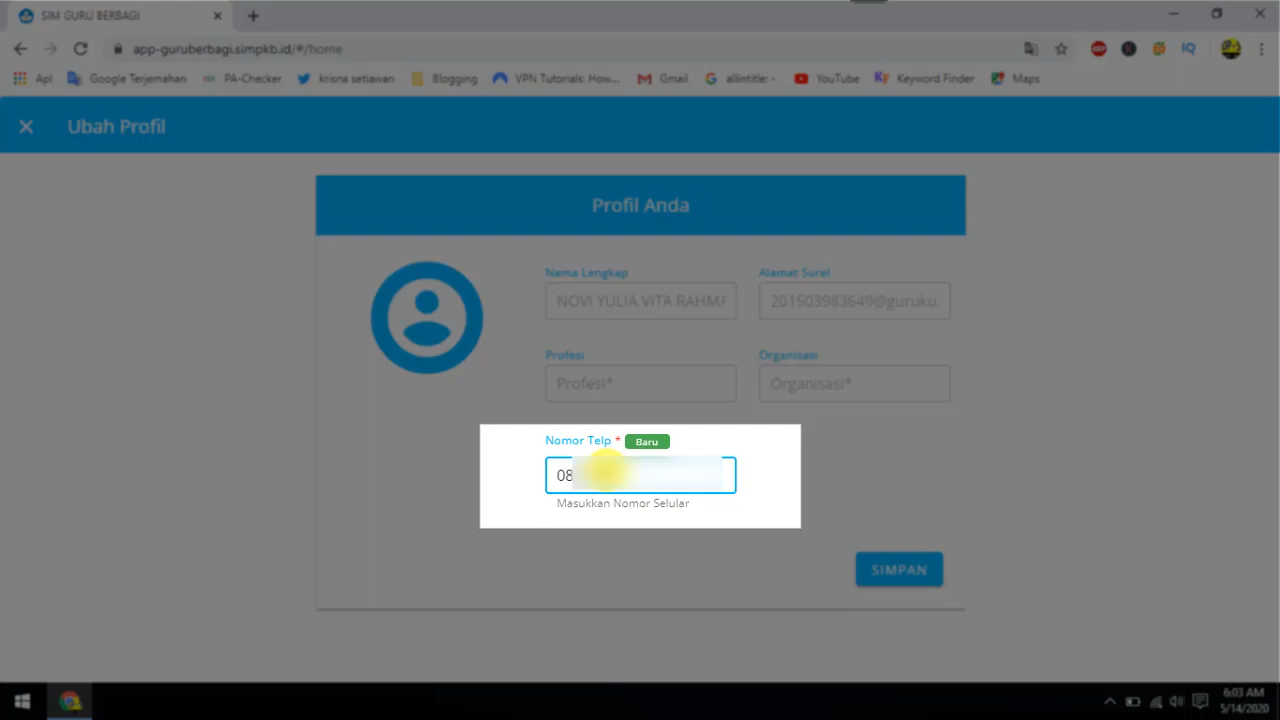 SIM GURU BERBAGI
app-guruberbagi.simpkb.id/#/home
Apl Google Terjemahan PA-Checker krisna setiawan Blogging VPN Tutorials: How... Gmail allintitle: - YouTube Keyword Finder Maps
IQ
Ubah Profil
Profil Anda
Nama Lengkap Alamat Surel
NOVI YULIA VITA RAHMA 201503983649@guruku.
Profesi Organisasi
Profesi* Organisasi*
Nomor Telp * Baru
08
Masukkan Nomor Selular
SIMPAN
6:03 AM
5/14/2020